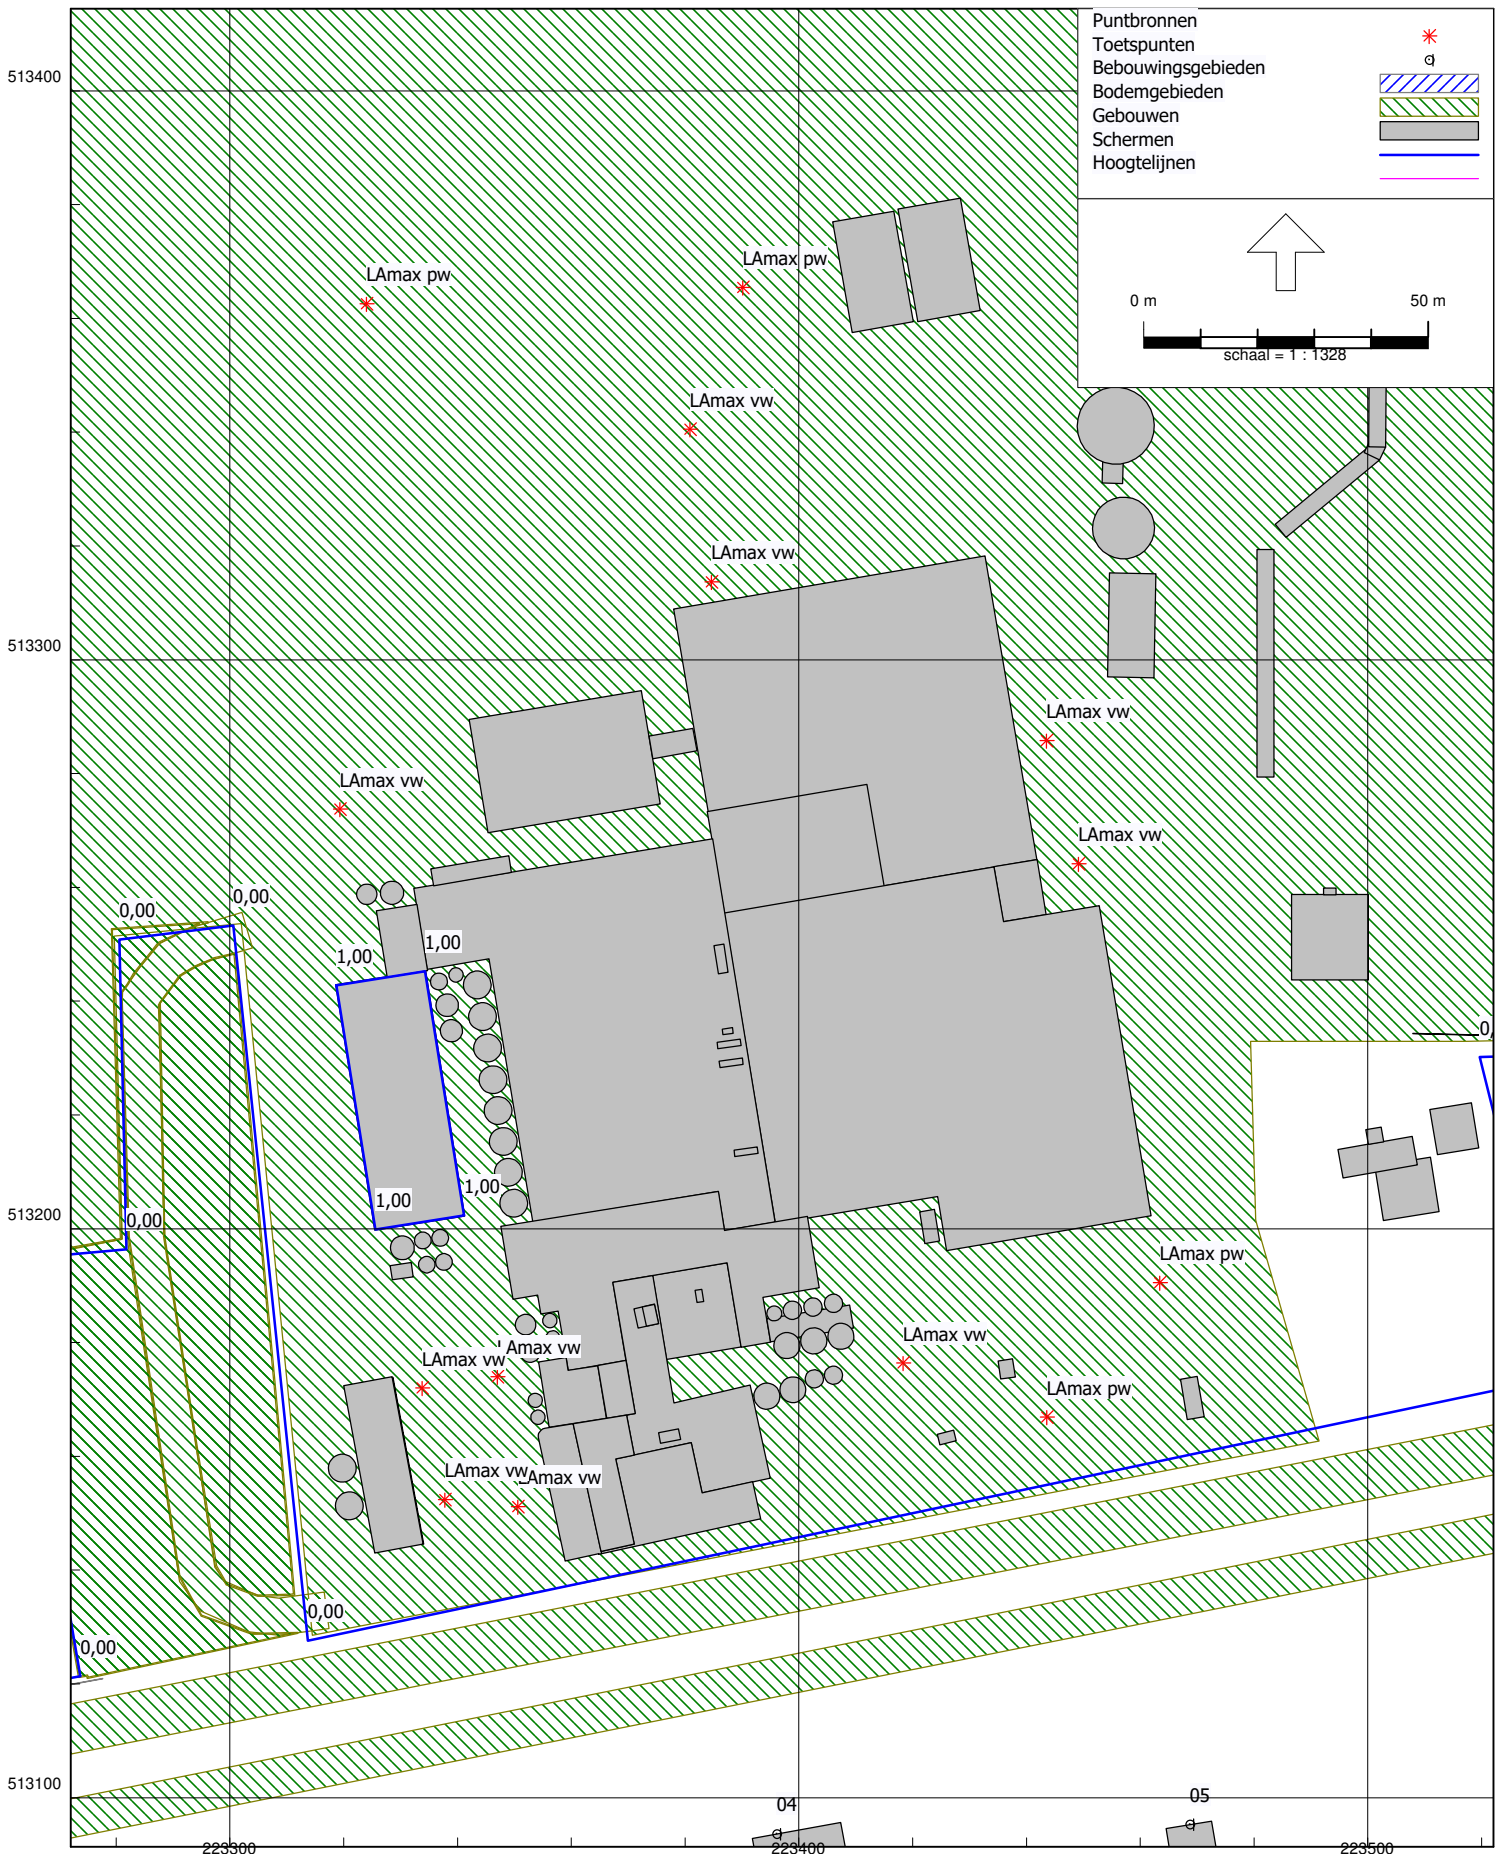 Puntbronnen
Toetspunten
Bebouwingsgebieden
Bodemgebieden
Gebouwen
Schermen
Hoogtelijnen
0 m
50 m
schaal = 1 : 1328
513400
LAmax pw
LAmax pw
LAmax vw
LAmax vw
513300
LAmax vw
LAmax vw
LAmax vw
0,00
0,00
1,00
1,00
0,
1,00
1,00
513200
0,00
LAmax pw
LAmax vw
LAmax vw
LAmax vw
LAmax pw
LAmax vw
LAmax vw
0,00
0,00
513100
04
05
223300
223400
223500